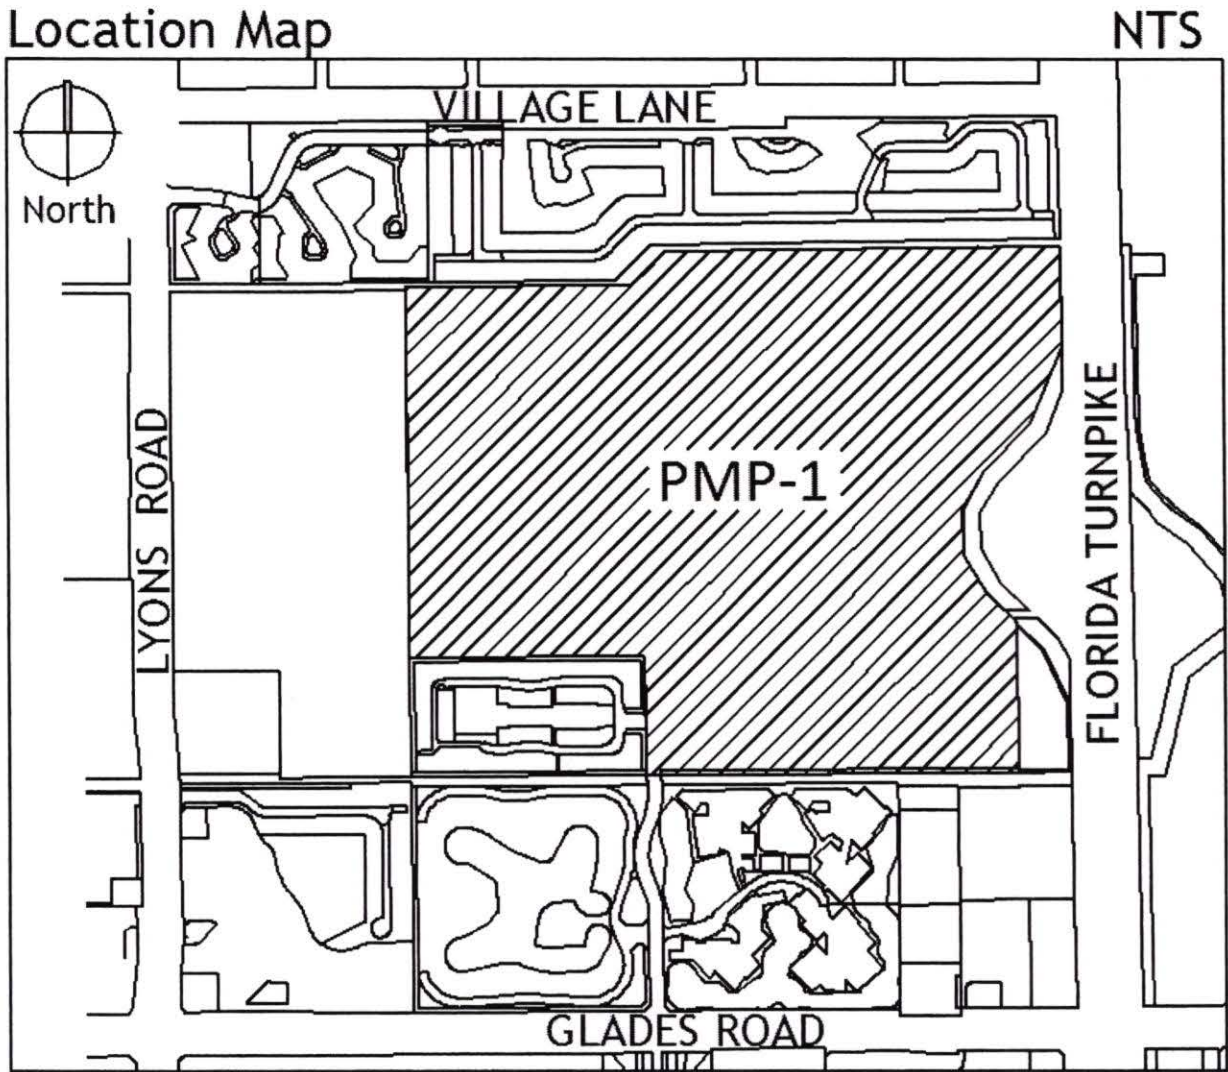 Location Map
NTS
VILLAGE LANE
North
LYONS ROAD
PMP-1
FLORIDA TURNPIKE
GLADES ROAD